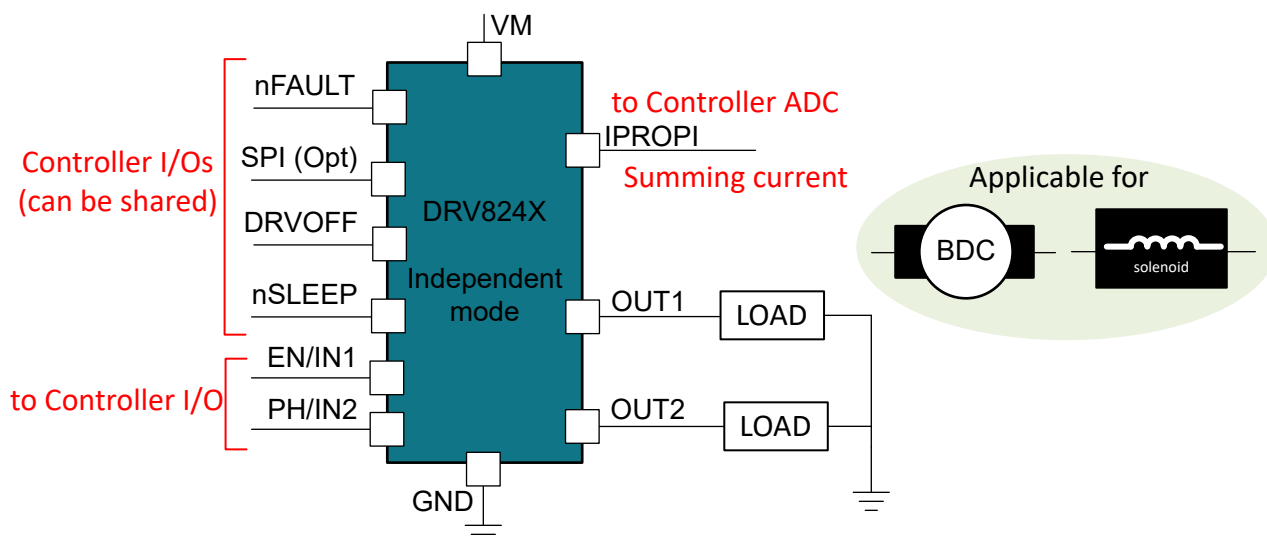 VM
nFAULT
SPI (Opt)
DRVOFF
nSLEEP
EN/IN1
PH/IN2
Controller I/Os
(can be shared)
to Controller I/O
DRV824X
Independent
mode
GND
to Controller ADC
IPROPI
Summing current
OUT1
LOAD
OUT2
LOAD
Applicable for
BDC
solenoid